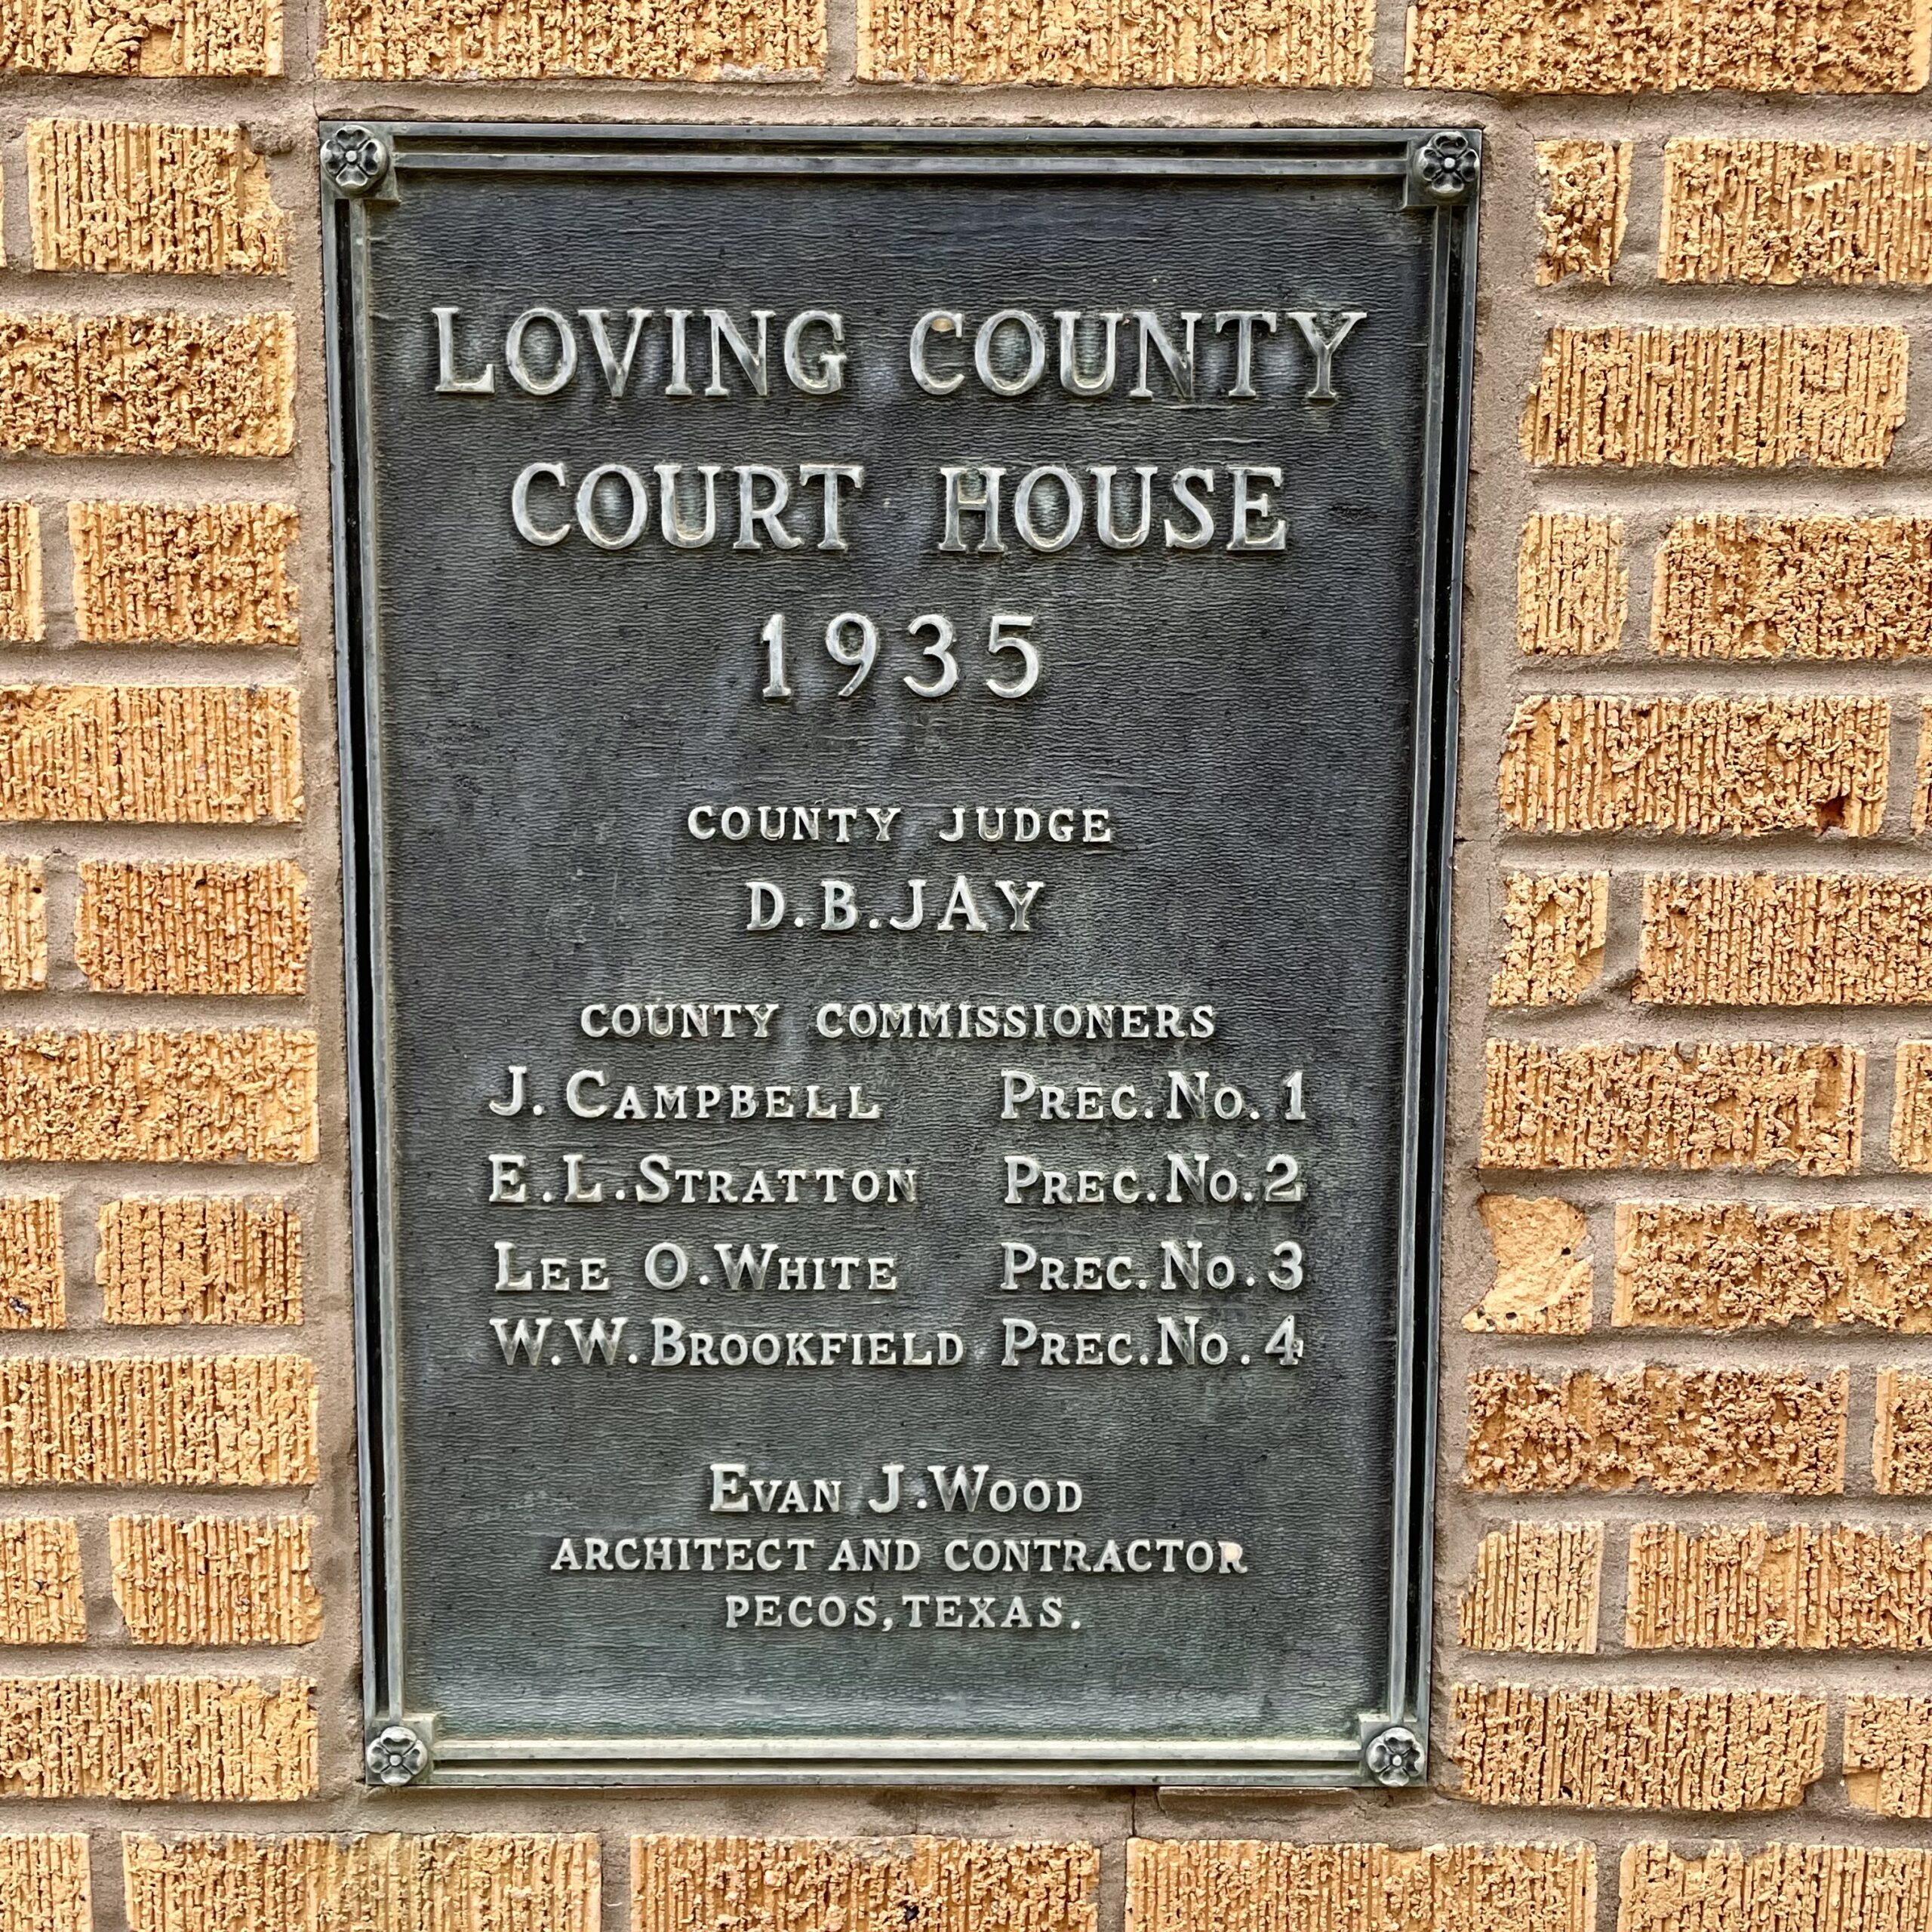 LOVING COUNTY
COURT HOUSE
1935
COUNTY JUDGE
D.B.JAY
COUNTY COMMISSIONERS
J. CAMPBELL PREC. NO. 1
E.L.STRATTON PREC. NO. 2
LEE O.WHITE PREC. NO. 3
W.W.BROOKFIELD PREC. NO. 4
EVAN J.WOOD
ARCHITECT AND CONTRACTOR
PECOS, TEXAS.